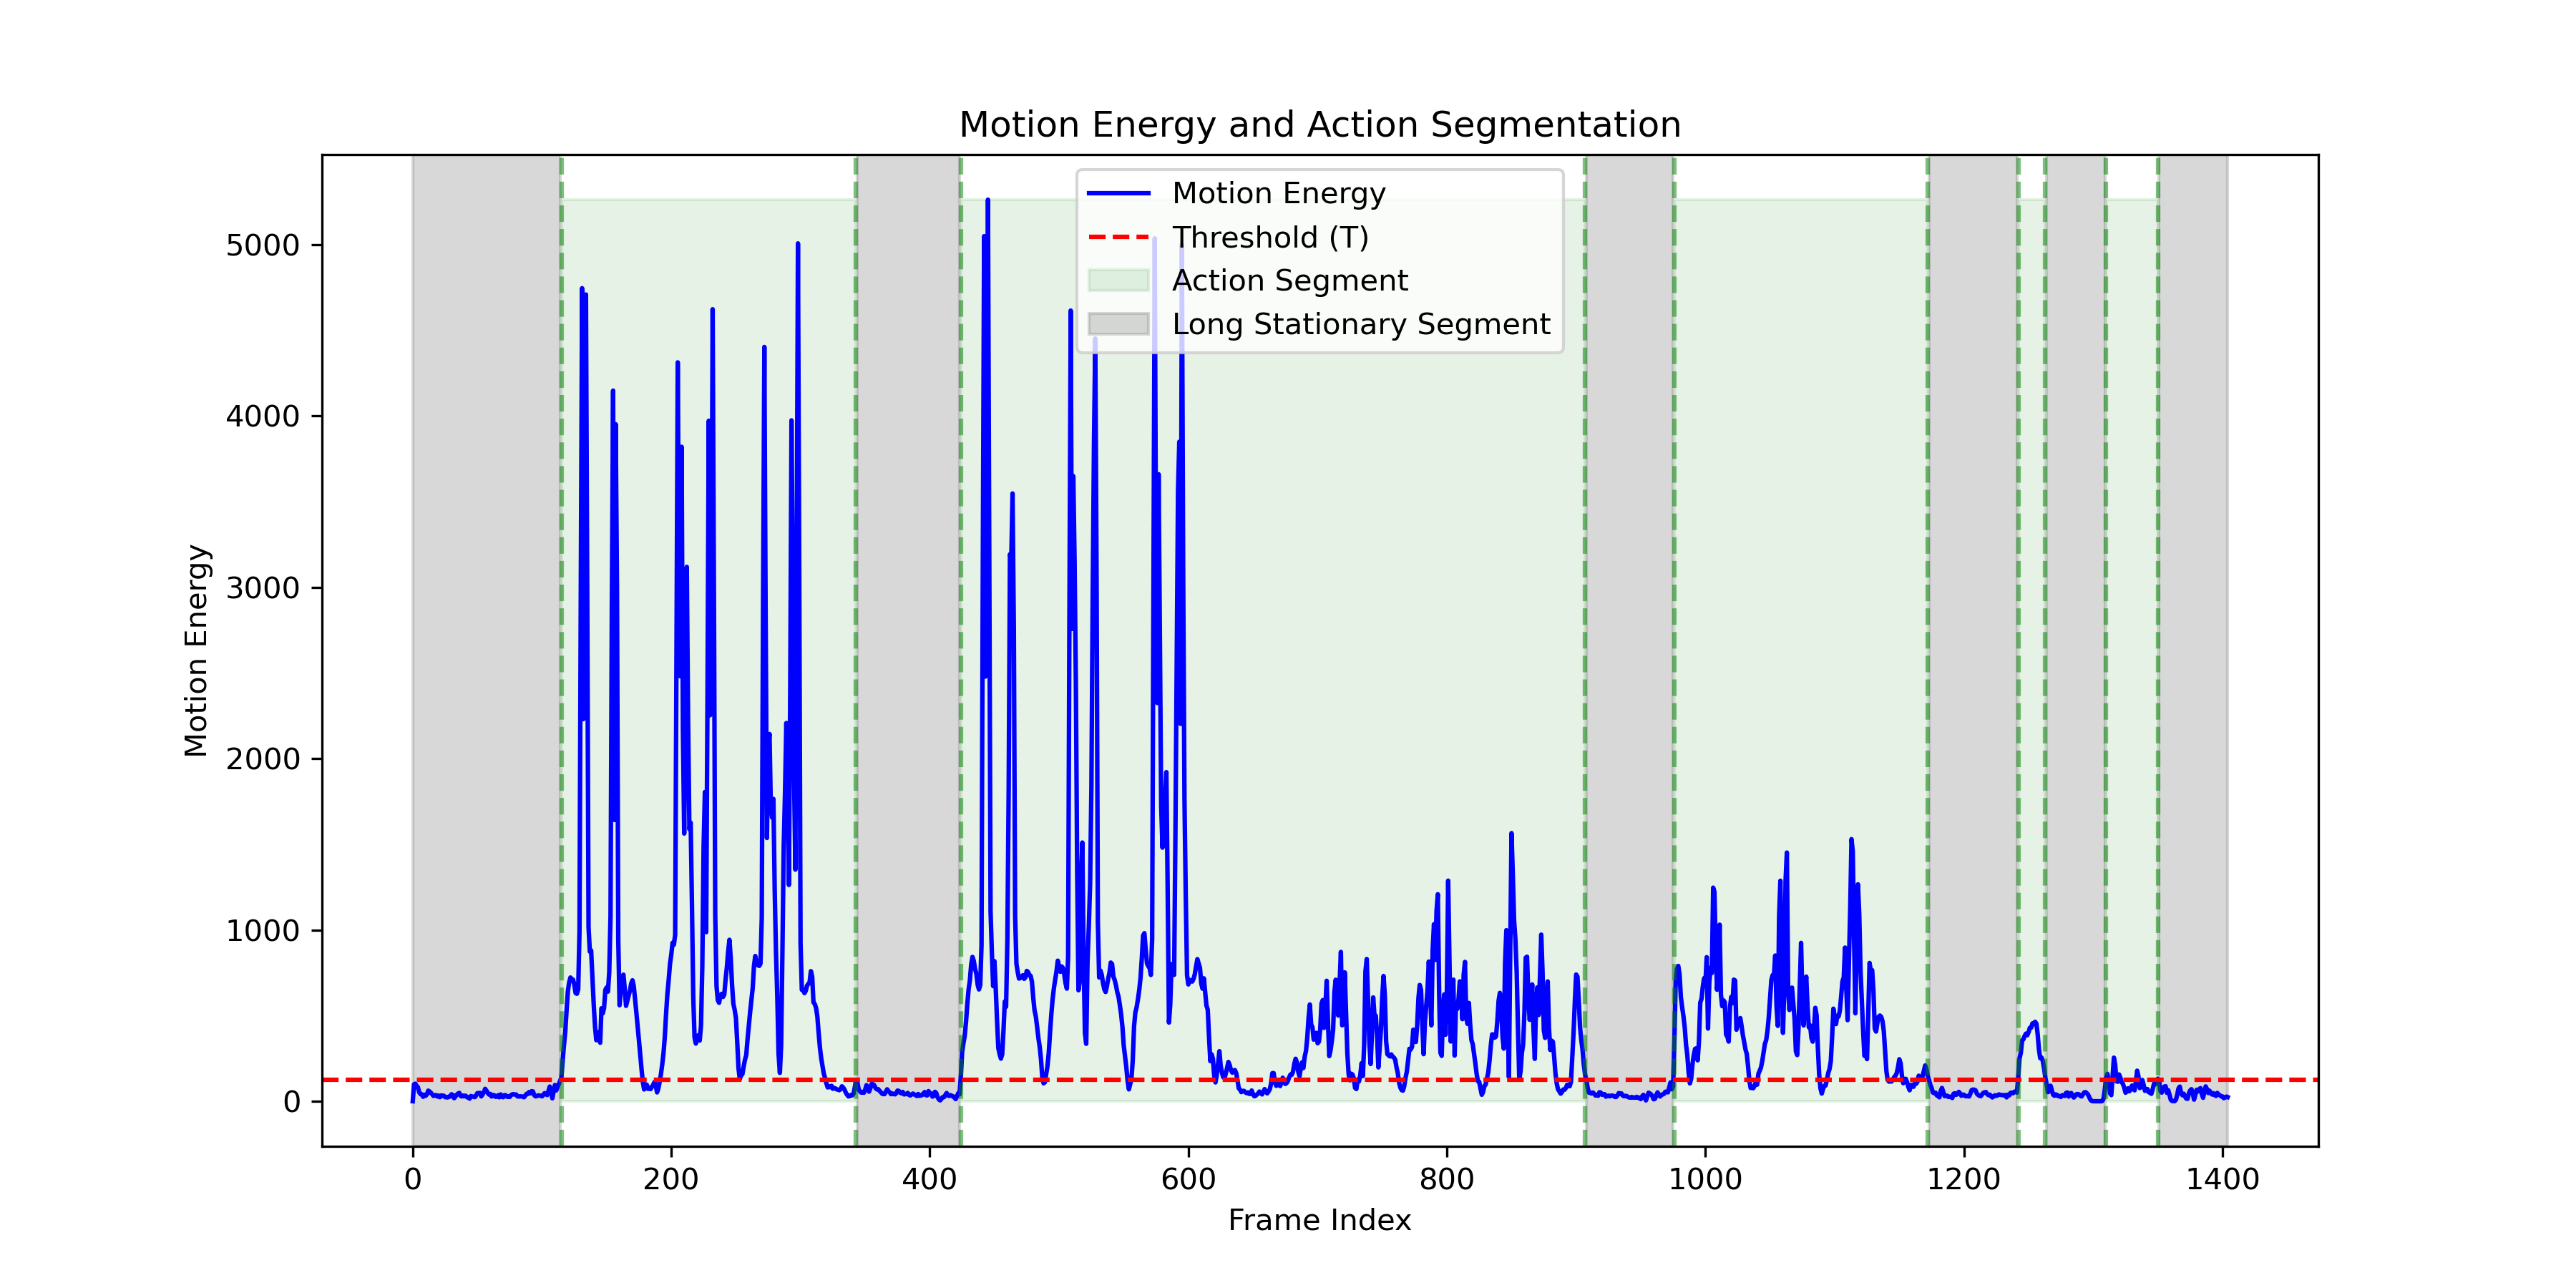 Motion Energy and Action Segmentation
Motion Energy
Threshold (T)
Action Segment
Long Stationary Segment
Motion Energy
5000
4000
3000
2000
1000
0
0 200 400 600 800 1000 1200 1400
Frame Index